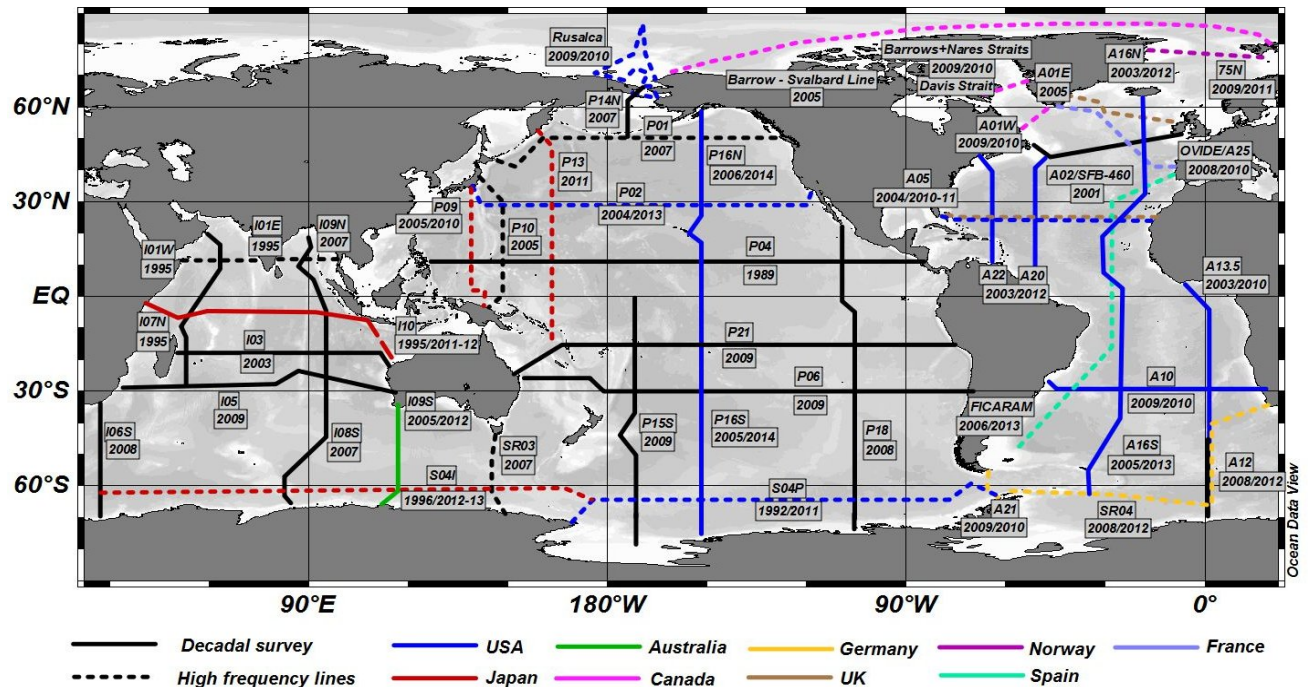 Rusalca
2009/2010
Barrows+Nares Straits
2009/2010
Davis Strait
A16N
2003/2012
A01E
2005
75N
2009/2011
Barrow - Svalbard Line
2005
60°N
P14N
2007
P01
2007
A01W
2009/2010
P13
2011
P16N
2006/2014
OVIDE/A25
2008/2010
A02/SFB-460
2001
A05
2004/2010-11
30°N
P09
2005/2010
P02
2004/2013
P10
2005
I01E
1995
I09N
2007
I01W
1995
P04
1989
A22
A20
2003/2012
A13.5
2003/2010
EQ
I07N
1995
I03
2003
I10
1995/2011-12
P21
2009
30°S
I05
2009
I09S
2005/2012
P06
2009
A10
2009/2010
FICARAM
2006/2013
I06S
2008
I08S
2007
SR03
2007
P15S
2009
P16S
2005/2014
P18
2008
A16S
2005/2013
A12
2008/2012
60°S
S04I
1996/2012-13
S04P
1992/2011
A21
2009/2010
SR04
2008/2012
Ocean Data View
90°E
180°W
90°W
0°
Decadal survey
USA
Australia
Germany
Norway
France
High frequency lines
Japan
Canada
UK
Spain